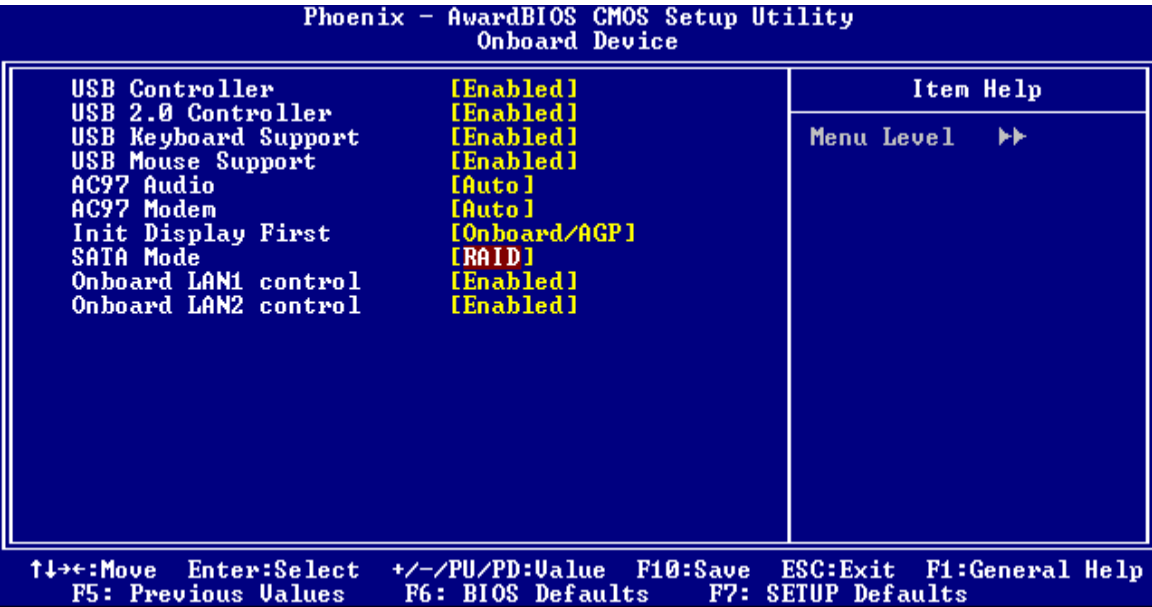 Phoenix - AwardBIOS CMOS Setup Utility
Onboard Device
USB Controller [Enabled]
USB 2.0 Controller [Enabled]
USB Keyboard Support [Enabled]
USB Mouse Support [Enabled]
AC97 Audio [Auto]
AC97 Modem [Auto]
Init Display First [Onboard/AGP]
SATA Mode [RAID]
Onboard LAN1 control [Enabled]
Onboard LAN2 control [Enabled]
Item Help
Menu Level ►►
↑↓→←:Move Enter:Select +/-/PU/PD:Value F10:Save ESC:Exit F1:General Help
F5: Previous Values F6: BIOS Defaults F7: SETUP Defaults